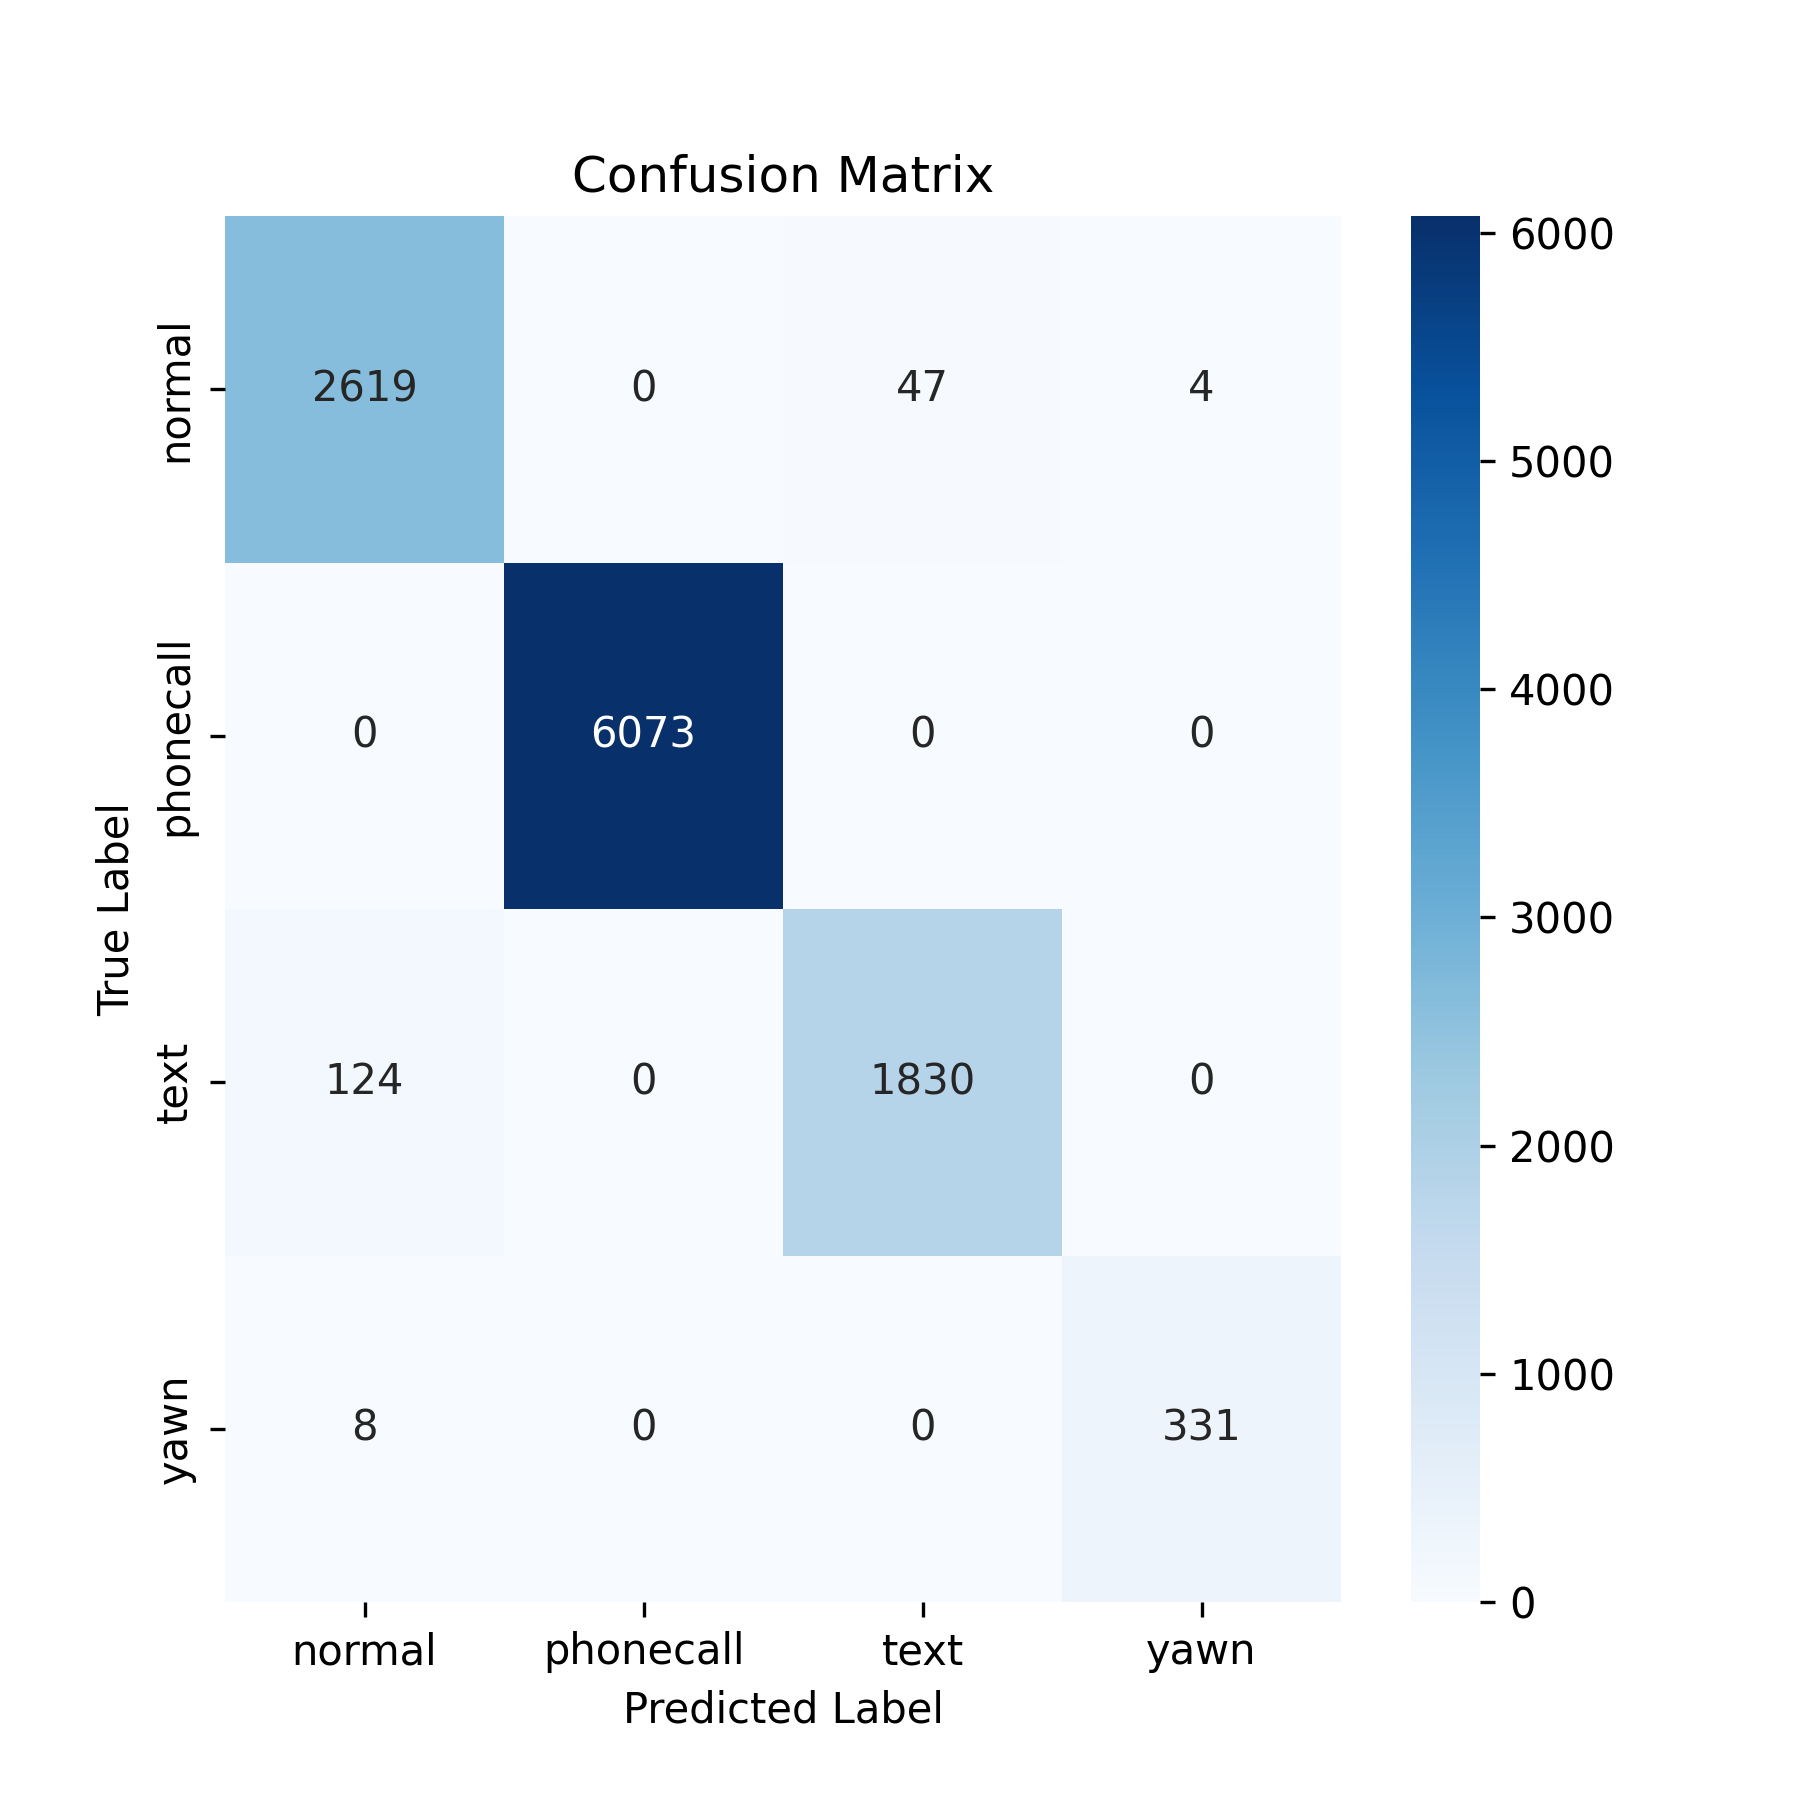 Confusion Matrix
True Label
normal
2619 0 47 4
phonecall
0 6073 0 0
text
124 0 1830 0
yawn
8 0 0 331
normal phonecall text yawn
Predicted Label
6000
5000
4000
3000
2000
1000
0